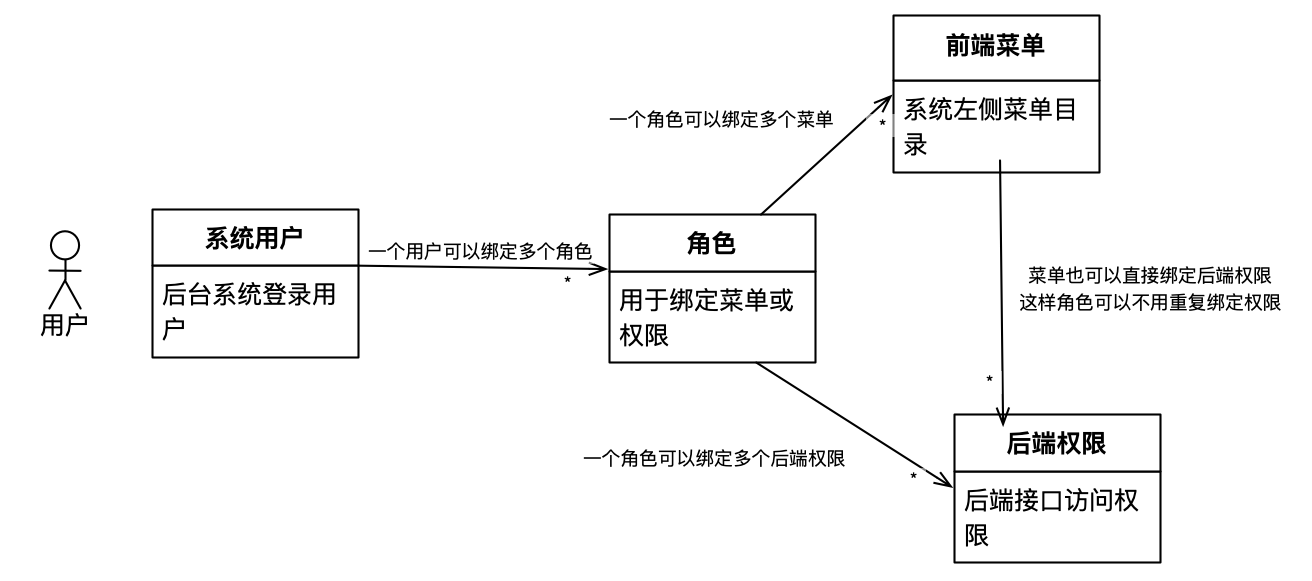 前端菜单
系统左侧菜单目
录
一个角色可以绑定多个菜单
*
系统用户
后台系统登录用
户
用户
一个用户可以绑定多个角色
*
角色
用于绑定菜单或
权限
菜单也可以直接绑定后端权限
这样角色可以不用重复绑定权限
*
一个角色可以绑定多个后端权限
*
后端权限
后端接口访问权
限